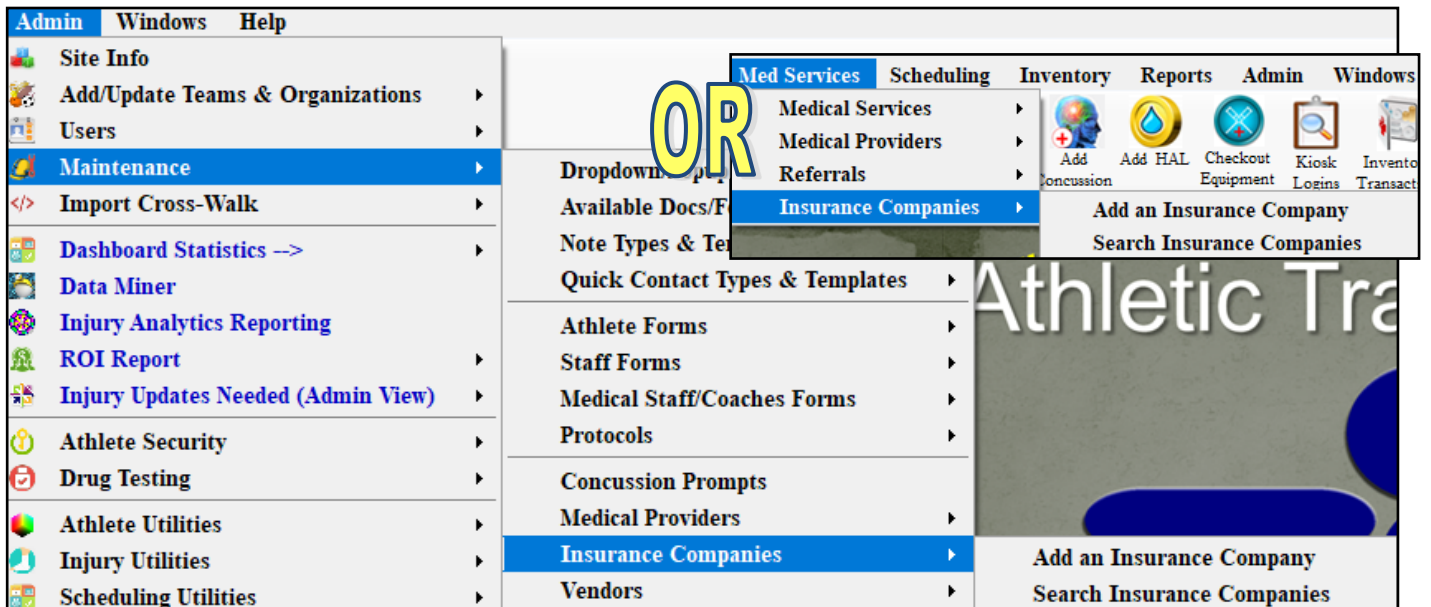 Admin Windows Help
Site Info
Add/Update Teams & Organizations
Users
Maintenance
Import Cross-Walk
Dashboard Statistics -->
Data Miner
Injury Analytics Reporting
ROI Report
Injury Updates Needed (Admin View)
Athlete Security
Drug Testing
Athlete Utilities
Injury Utilities
Scheduling Utilities
Available Docs/F
Note Types & Te
Quick Contact Types & Templates
Athlete Forms
Staff Forms
Medical Staff/Coaches Forms
Protocols
Concussion Prompts
Medical Providers
Insurance Companies
Vendors
Add an Insurance Company
Search Insurance Companies
OR
Med Services Scheduling Inventory Reports Admin Windows
Medical Services
Medical Providers
Referrals
Insurance Companies
Add
oncussion
Add HAL
Checkout
Equipment
Kiosk
Logins
Invento
Transact
Add an Insurance Company
Search Insurance Companies
Athletic Tra